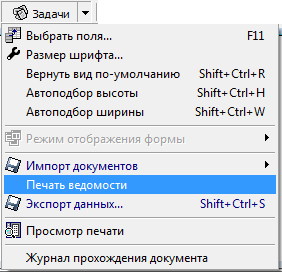 Задачи
Выбрать поля... F11
Размер шрифта...
Вернуть вид по-умолчанию Shift+Ctrl+R
Автоподбор высоты Shift+Ctrl+H
Автоподбор ширины Shift+Ctrl+W
Режим отображения формы
Импорт документов
Печать ведомости
Экспорт данных... Shift+Ctrl+S
Просмотр печати
Журнал прохождения документа